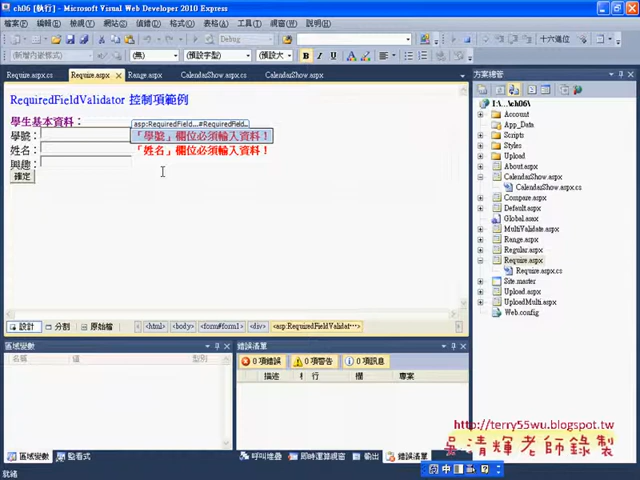 ch06 [執行] - Microsoft Visual Web Developer 2010 Express
檔案(F) 編輯(E) 檢視(V) 網站(S) 偵錯(D) 格式(O) 表格(A) 工具(T) 視窗(W) 說明(H)
Debug 十六進位
(新內嵌樣式) (無) (預設字型) (預設大小) B I U A
Require.aspx.cs Require.aspx Range.aspx CalendarShow.aspx.cs CalendarShow.aspx
RequiredFieldValidator 控制項範例
學生基本資料：
asp:RequiredField...#RequiredField...
學號：「學號」欄位必須輸入資料！
姓名：「姓名」欄位必須輸入資料！
興趣：
確定
設計 分割 原始檔 <html> <body> <form#form1> <div> <asp:RequiredFieldValidat...>
方案總管
I:\...\ch06\
Account
App_Data
Scripts
Styles
Upload
About.aspx
CalendarShow.aspx
CalendarShow.aspx.cs
Compare.aspx
Default.aspx
Global.asax
MultiValidate.aspx
Range.aspx
Regular.aspx
Require.aspx
Require.aspx.cs
Site.master
Upload.aspx
UploadMulti.aspx
Web.config
區域變數
名稱 值 型別
錯誤清單
0 項錯誤 0 項警告 0 項訊息
描述 行 欄 專案
區域變數 監看式
呼叫堆疊 即時運算視窗 輸出 錯誤清單
http://terry55wu.blogspot.tw
吳清輝老師錄製
中
就緒